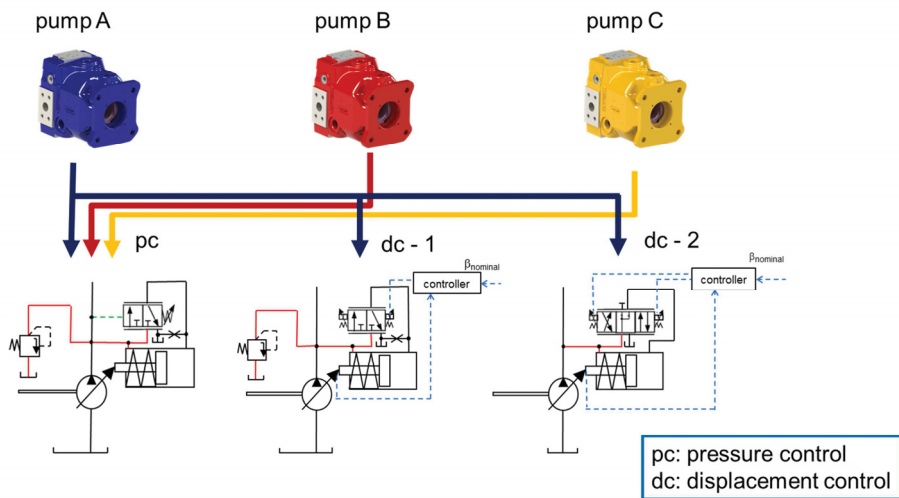 pump A
pump B
pump C
pc
dc - 1
dc - 2
βnominal
controller
βnominal
controller
pc: pressure control
dc: displacement control